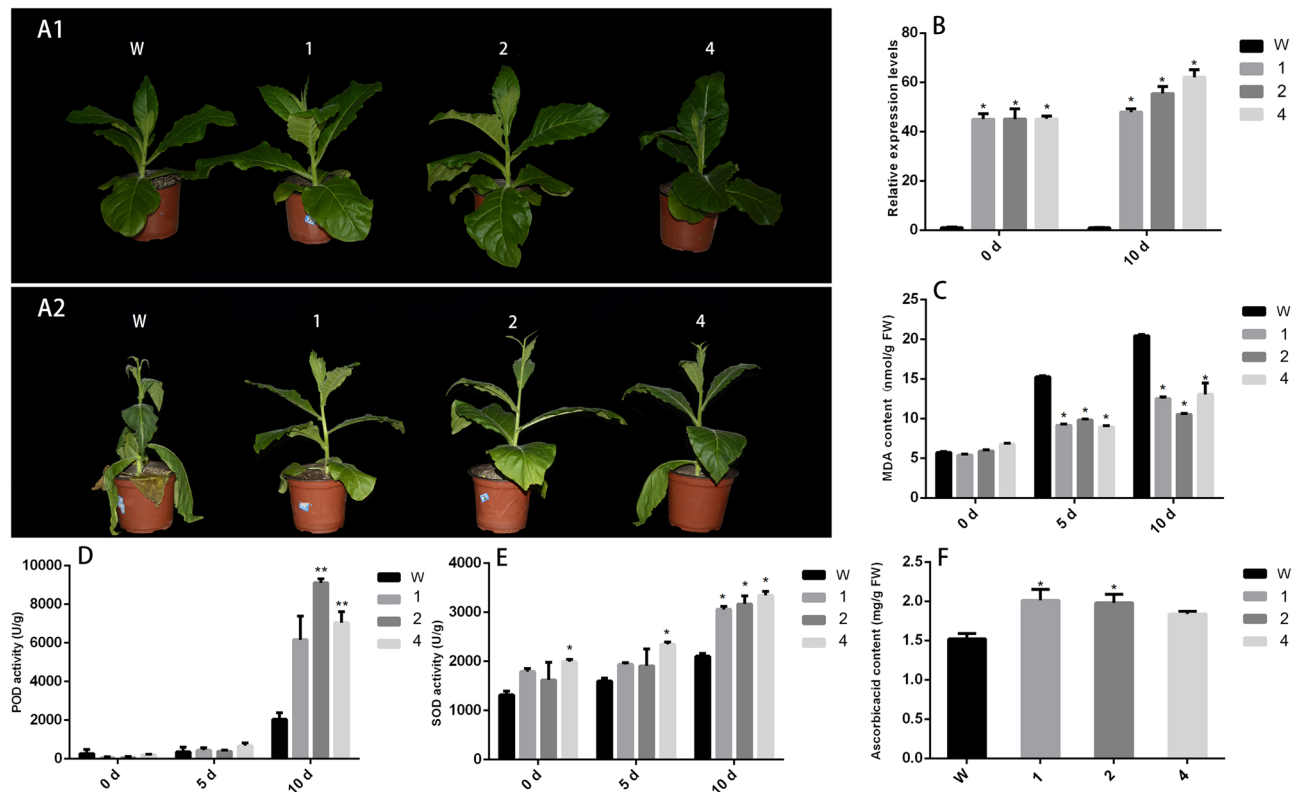 A1
W 1 2 4
A2
W 1 2 4
B
Relative expression levels
80
60
40
20
0
* * * * * *
0 d 10 d
W
1
2
4
C
MDA content (nmol/g FW)
25
20
15
10
5
0
* * * * * *
0 d 5 d 10 d
W
1
2
4
D
POD activity (U/g)
10000
8000
6000
4000
2000
0
** **
0 d 5 d 10 d
W
1
2
4
E
SOD activity (U/g)
4000
3000
2000
1000
0
* * * * *
0 d 5 d 10 d
W
1
2
4
F
Ascorbicacid content (mg/g FW)
2.5
2.0
1.5
1.0
0.5
0.0
* *
W 1 2 4
W
1
2
4